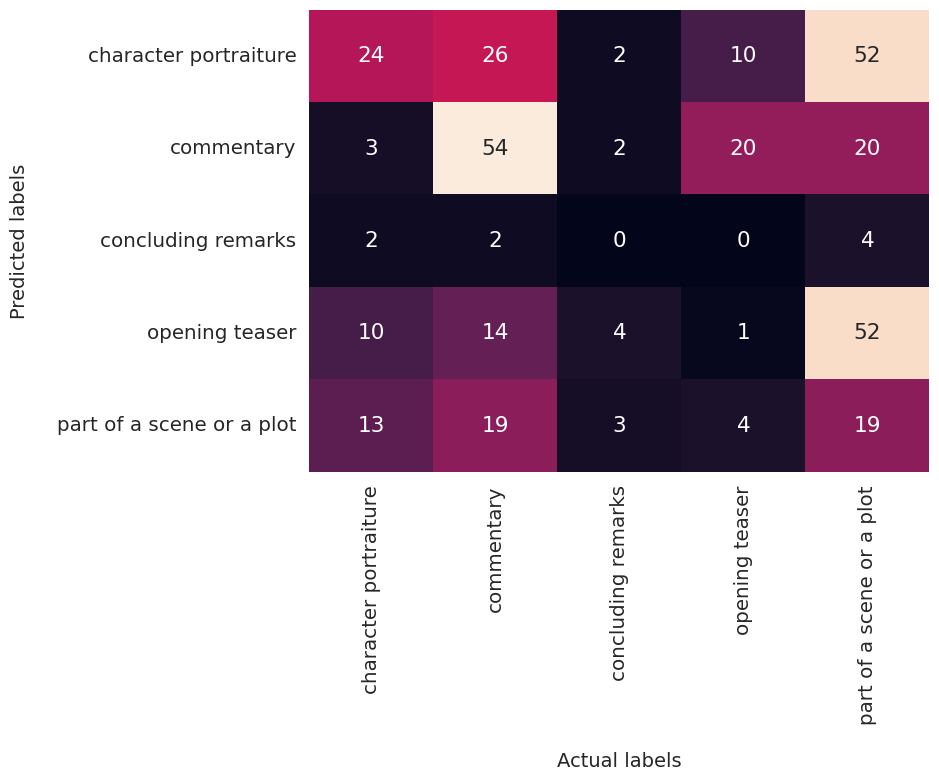 character portraiture 24 26 2 10 52
commentary 3 54 2 20 20
concluding remarks 2 2 0 0 4
opening teaser 10 14 4 1 52
part of a scene or a plot 13 19 3 4 19
Predicted labels
character portraiture
commentary
concluding remarks
opening teaser
part of a scene or a plot
Actual labels